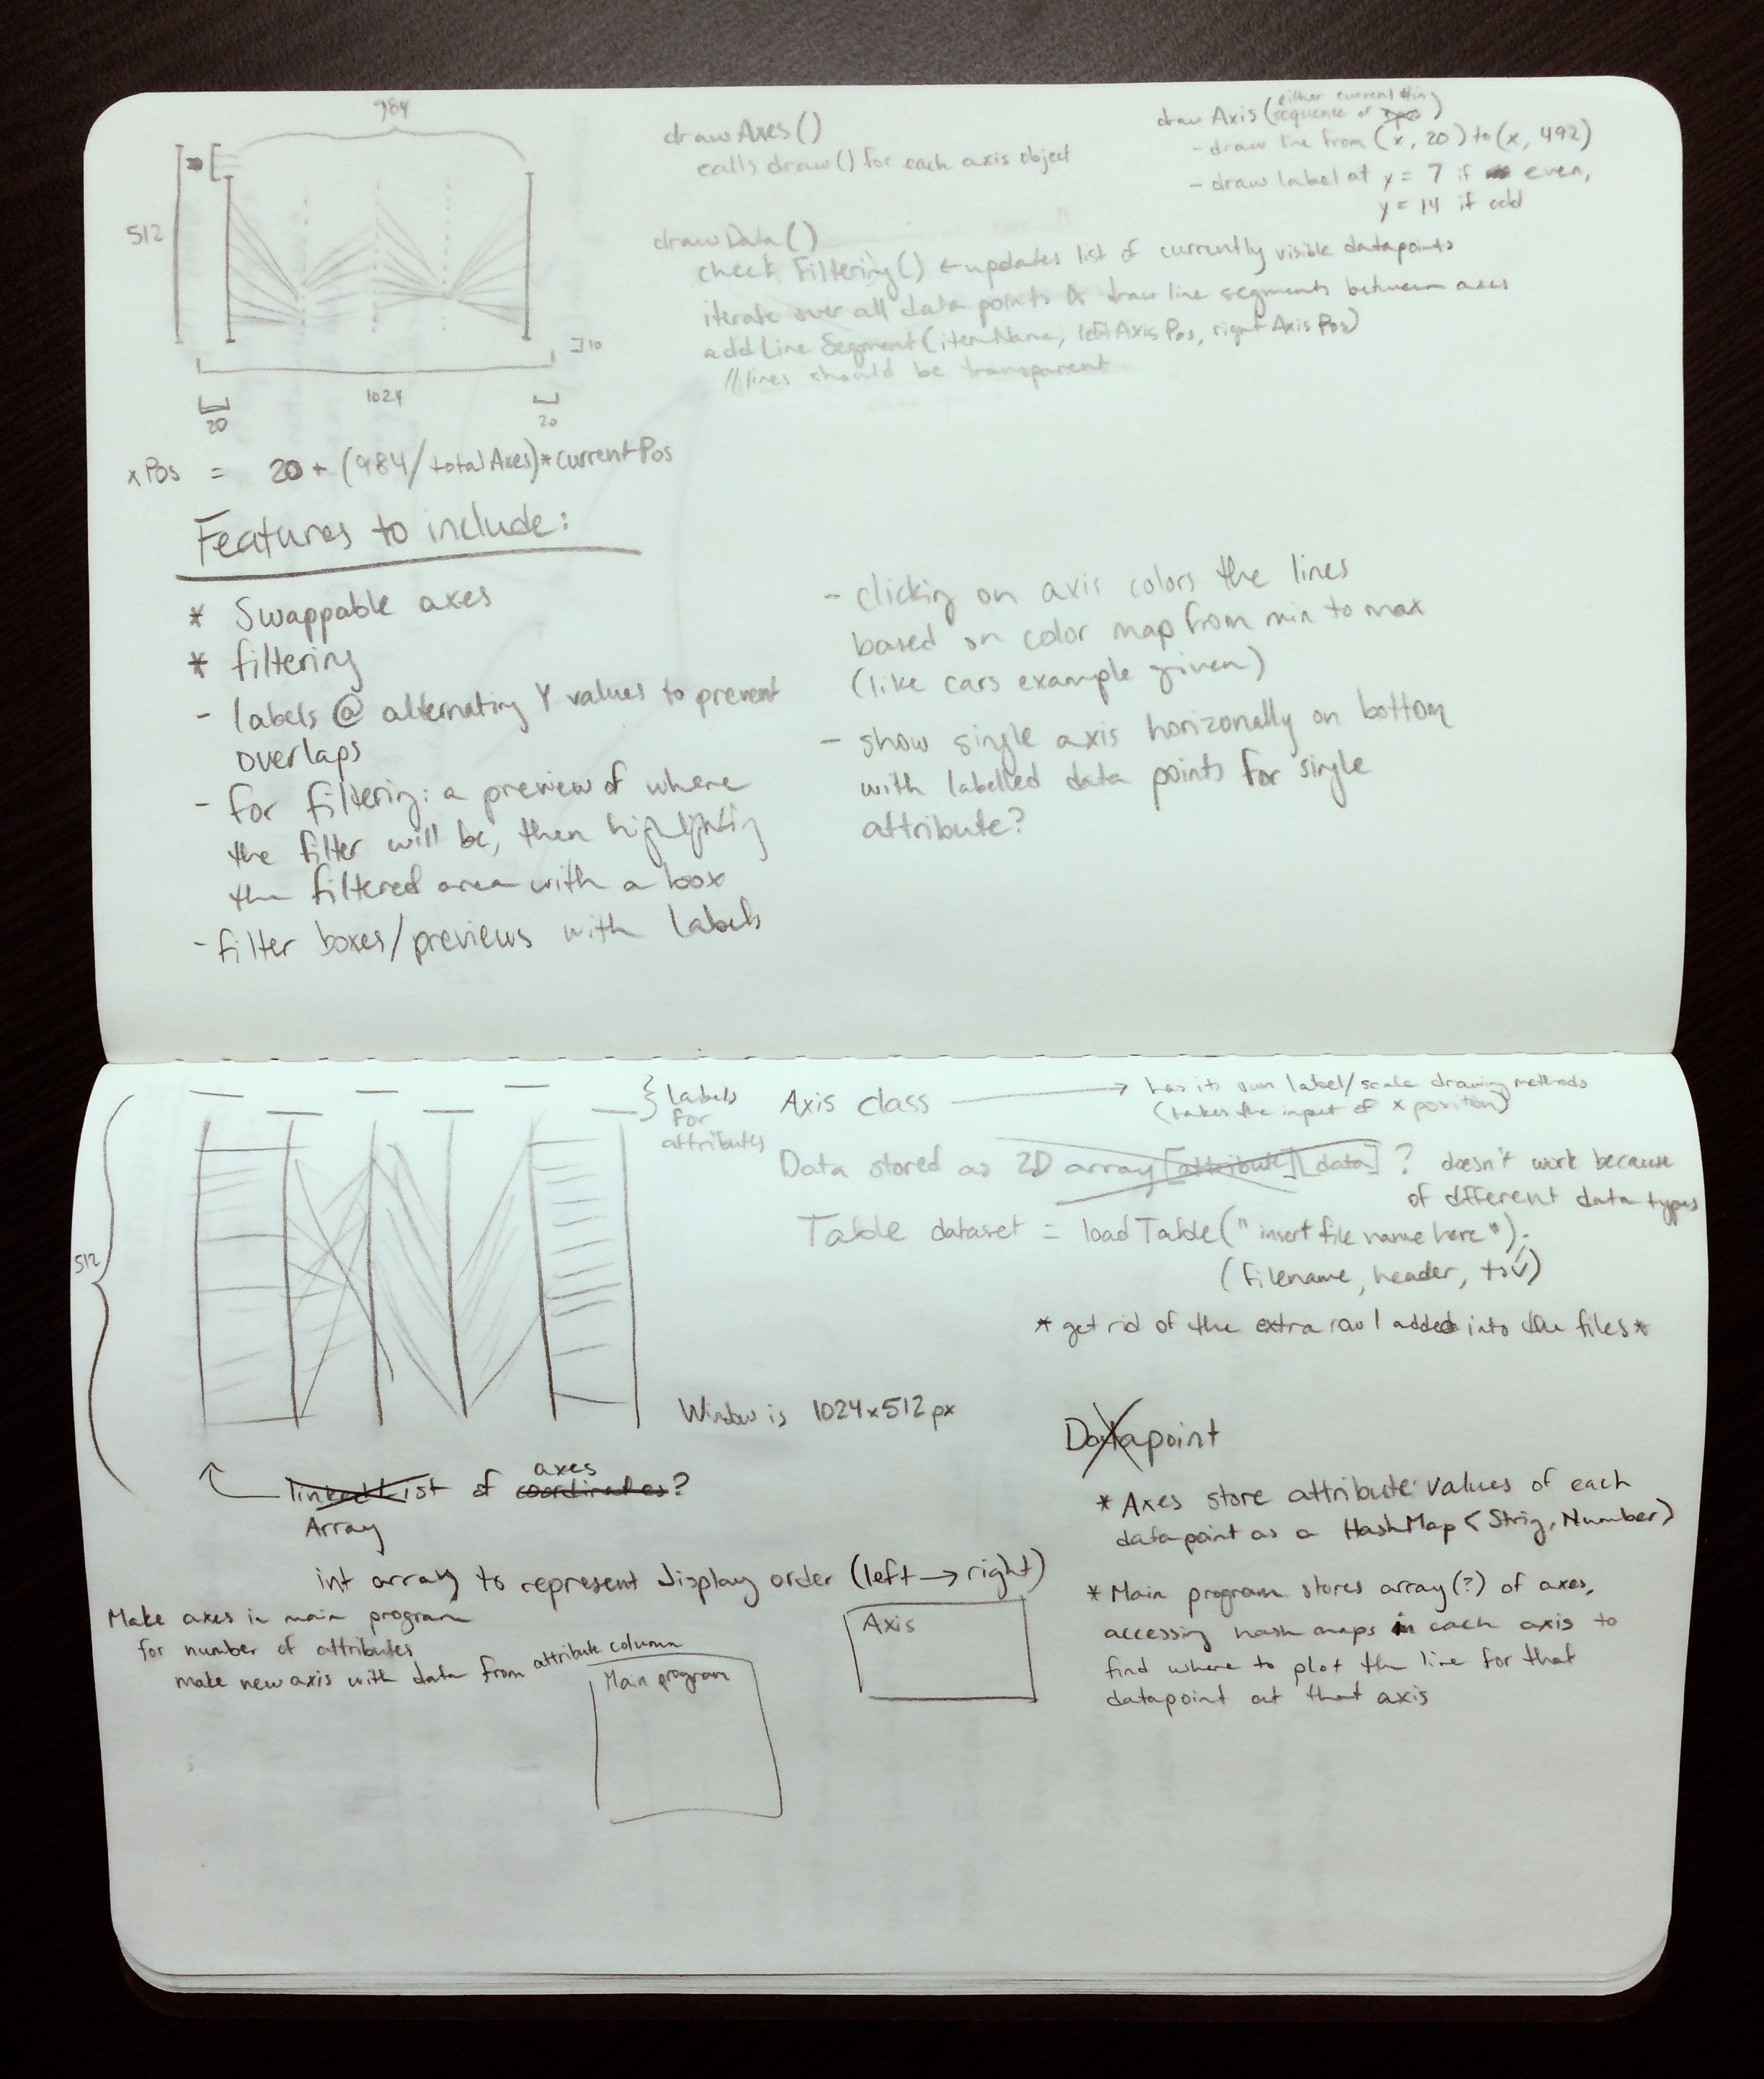 984
512
10
1024
20
20
xPos = 20 + (984/totalAxes)*currentPos
drawAxes()
calls draw() for each axis object
drawAxis(either current # in
sequence or xpos)
- draw line from (x, 20) to (x, 492)
- draw label at y = 7 if even,
y = 14 if odd
drawData()
check Filtering() ← updates list of currently visible datapoints
iterate over all data points & draw line segments between axes
addLineSegment(itemName, leftAxisPos, rightAxisPos)
//lines should be transparent
Features to include:
* Swappable axes
* filtering
- labels @ alternating Y values to prevent
overlaps
- for filtering: a preview of where
the filter will be, then highlighting
the filtered area with a box
- filter boxes/previews with labels
- clicking on axis colors the lines
based on color map from min to max
(like cars example given)
- show single axis horizonally on bottom
with labelled data points for single
attribute?
512
} labels
for
attributes
Axis class → has its own label/scale drawing methods
(takes the input of x position)
Data stored as 2D array [attribute][data] ? doesn't work because
of different data types
Table dataset = loadTable("insert file name here");
(filename, header, tsv)
* get rid of the extra row I added into the files *
Window is 1024x512 px
linked list of axes coordinates?
Array
int array to represent display order (left → right)
Make axes in main program
for number of attributes
make new axis with data from attribute column
Main program
Axis
Datapoint
* Axes store attribute values of each
datapoint as a HashMap<String, Number>
* Main program stores array(?) of axes,
accessing hash maps in each axis to
find where to plot the line for that
datapoint at that axis